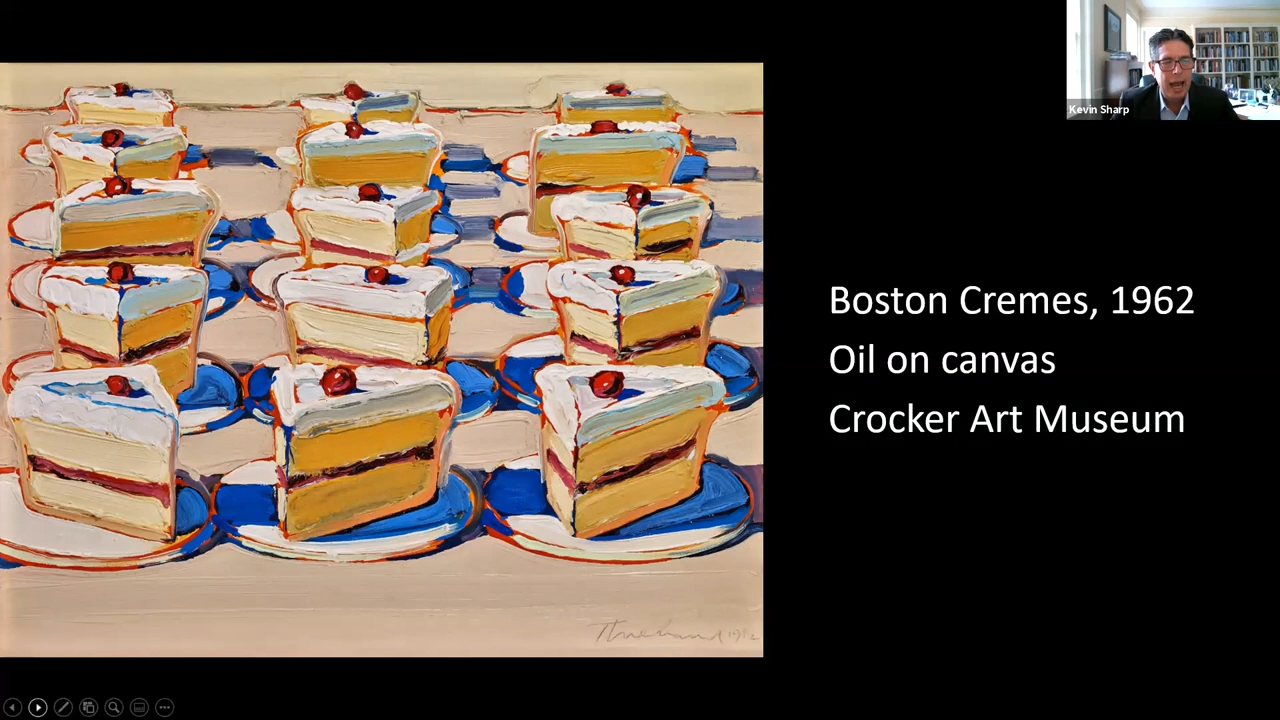 Kevin Sharp
Boston Cremes, 1962
Oil on canvas
Crocker Art Museum